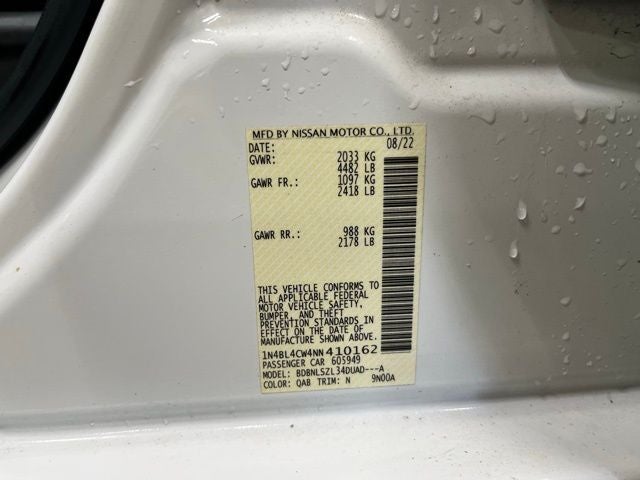 MFD BY NISSAN MOTOR CO., LTD.
DATE: 08/22
GVWR: 2033 KG
4482 LB
GAWR FR.: 1097 KG
2418 LB
GAWR RR.: 988 KG
2178 LB
THIS VEHICLE CONFORMS TO
ALL APPLICABLE FEDERAL
MOTOR VEHICLE SAFETY,
BUMPER, AND THEFT
PREVENTION STANDARDS IN
EFFECT ON THE DATE OF
MANUFACTURE SHOWN ABOVE.
1N4BL4CW4NN410162
PASSENGER CAR 605949
MODEL: BDBNLSZL34DUAD---A
COLOR: QAB TRIM: N 9N00A